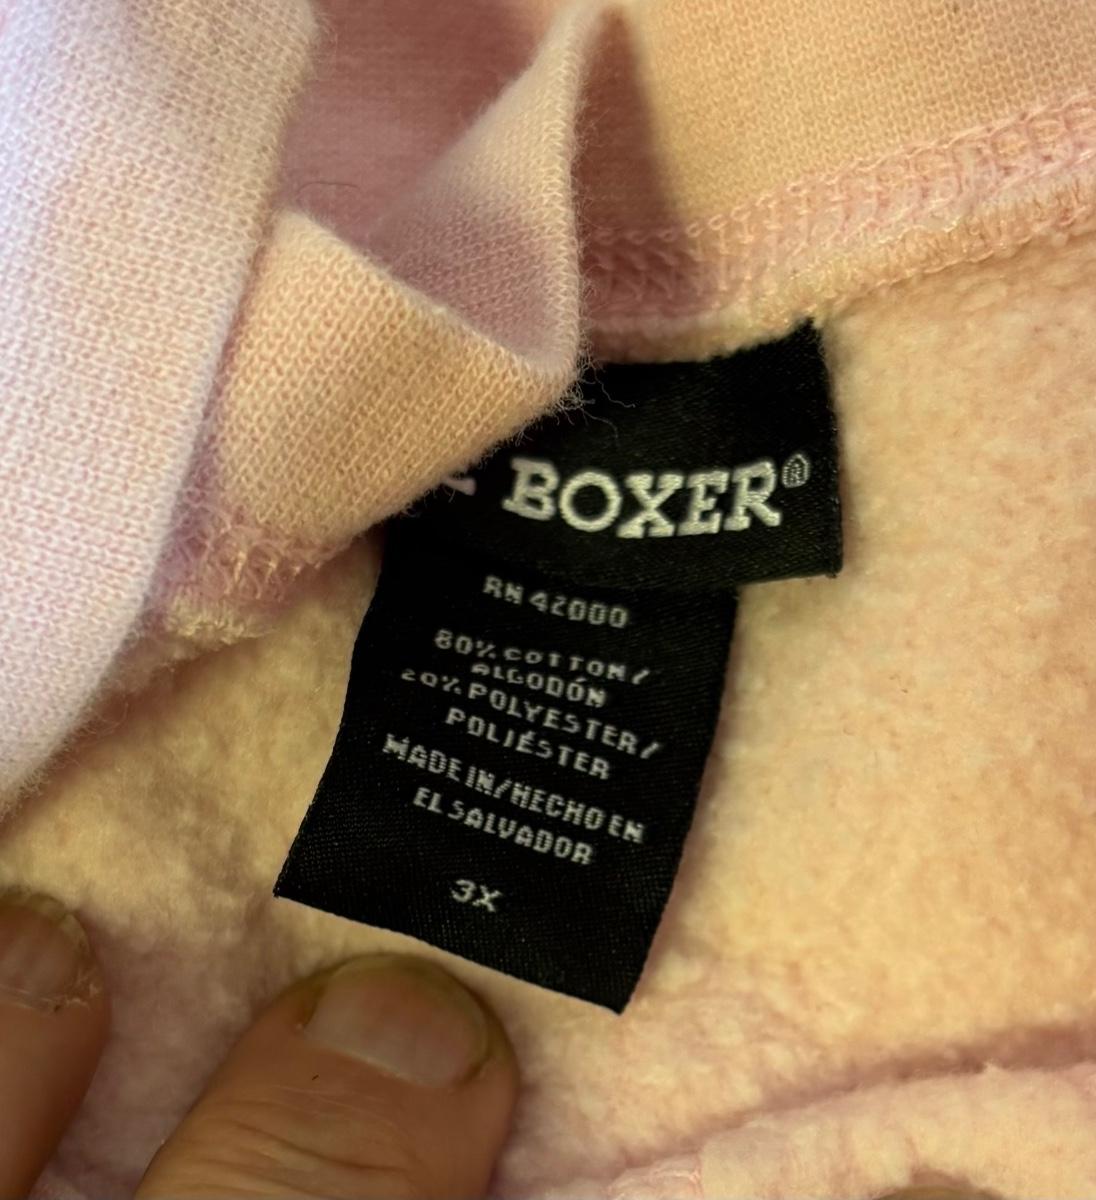 BOXER®
RN 42000
80% COTTON/
ALGODÓN
20% POLYESTER/
POLIÉSTER
MADE IN/HECHO EN
EL SALVADOR
3X